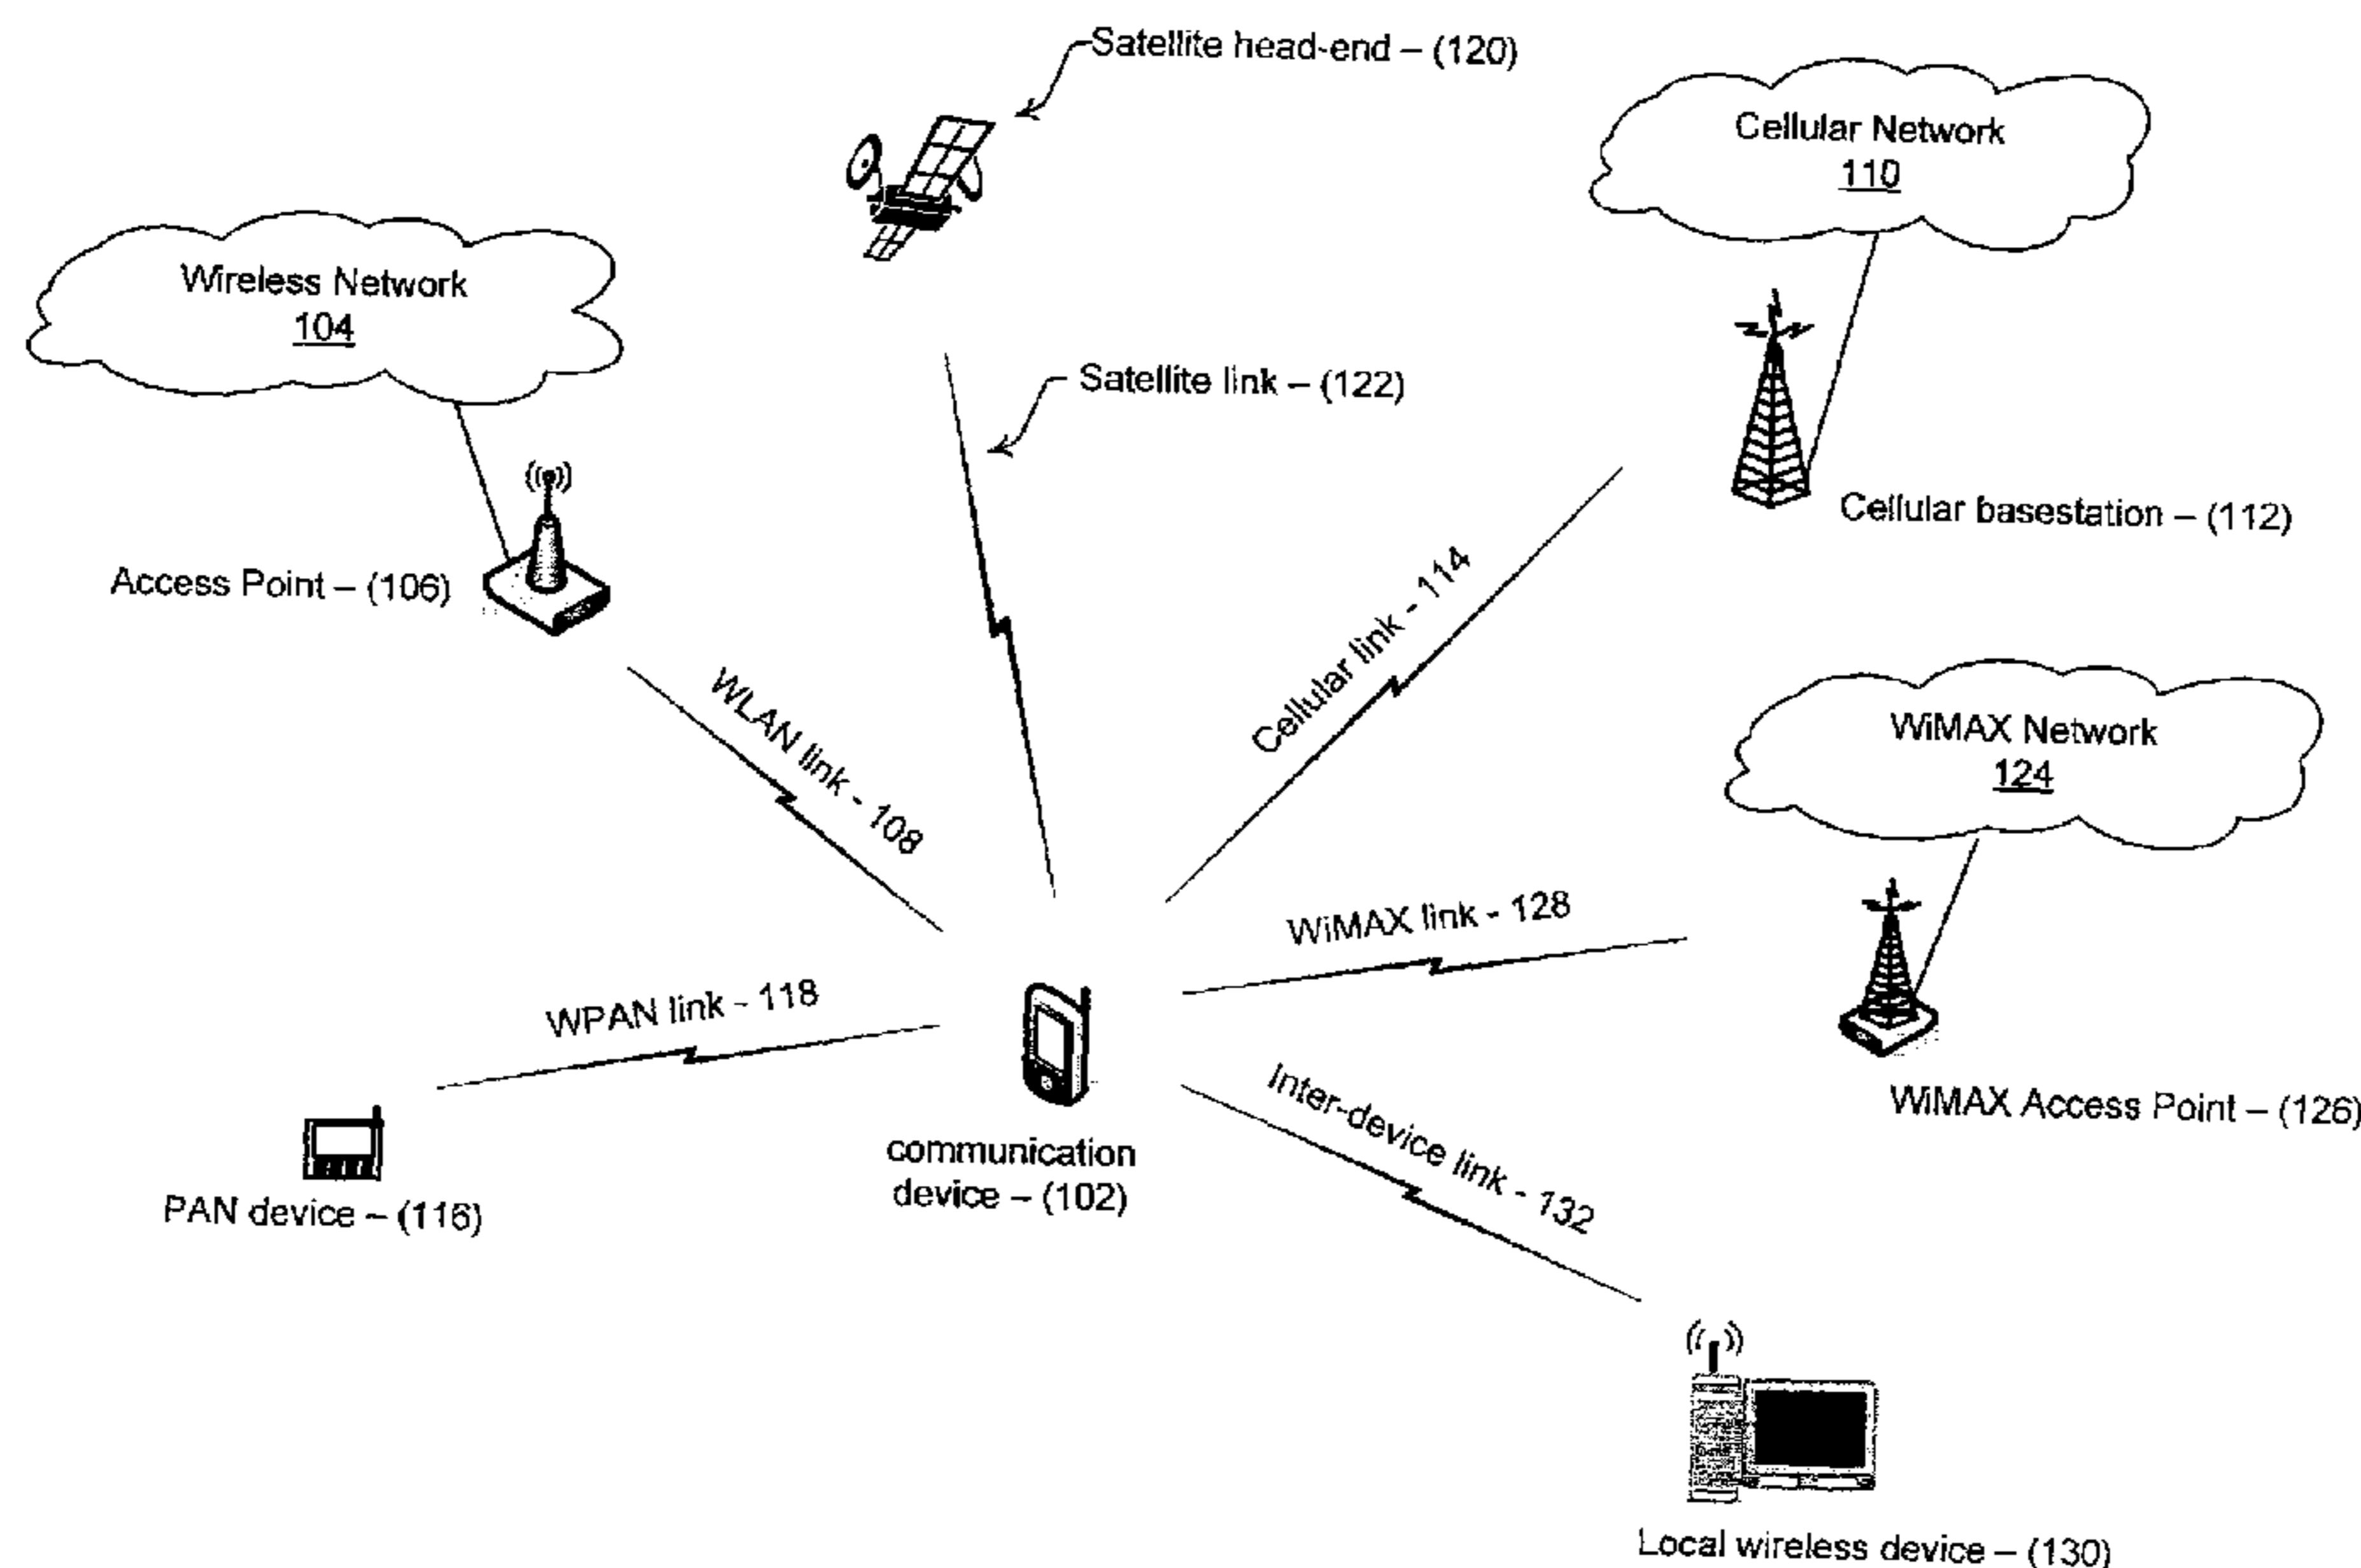 Satellite head-end – (120)
Cellular Network
110
Wireless Network
104
Satellite link – (122)
Cellular basestation – (112)
Access Point – (106)
Cellular link - 114
WLAN link - 108
WiMAX Network
124
WiMAX link - 128
WPAN link - 118
WiMAX Access Point – (126)
Inter-device link - 132
communication
device – (102)
PAN device – (116)
Local wireless device – (130)